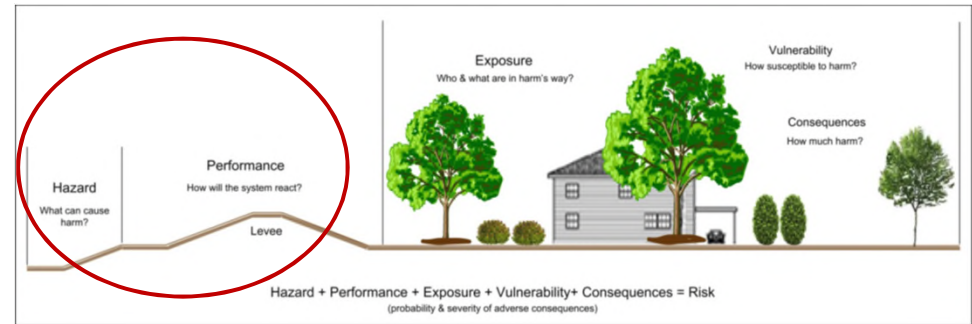 Hazard
What can cause
harm?
Performance
How will the system react?
Levee
Exposure
Who & what are in harm's way?
Vulnerability
How susceptible to harm?
Consequences
How much harm?
Hazard + Performance + Exposure + Vulnerability+ Consequences = Risk
(probability & severity of adverse consequences)